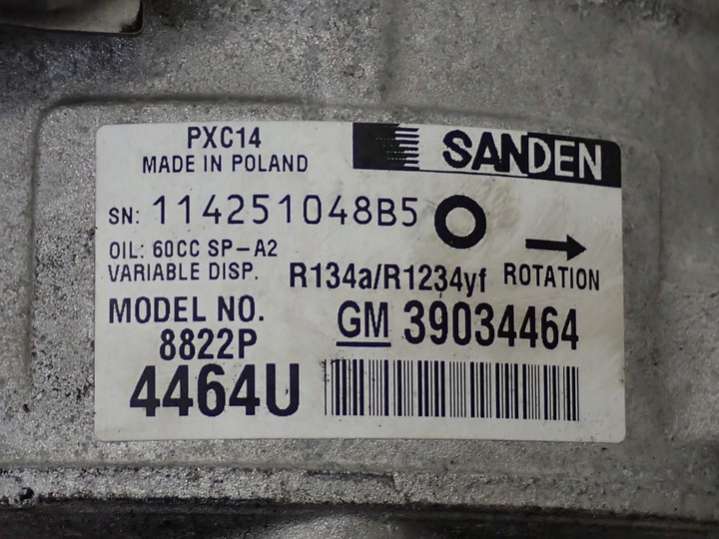 PXC14
MADE IN POLAND
SANDEN
SN: 114251048B5
OIL: 60CC SP-A2
VARIABLE DISP.
R134a/R1234yf
ROTATION
MODEL NO.
8822P
GM 39034464
4464U